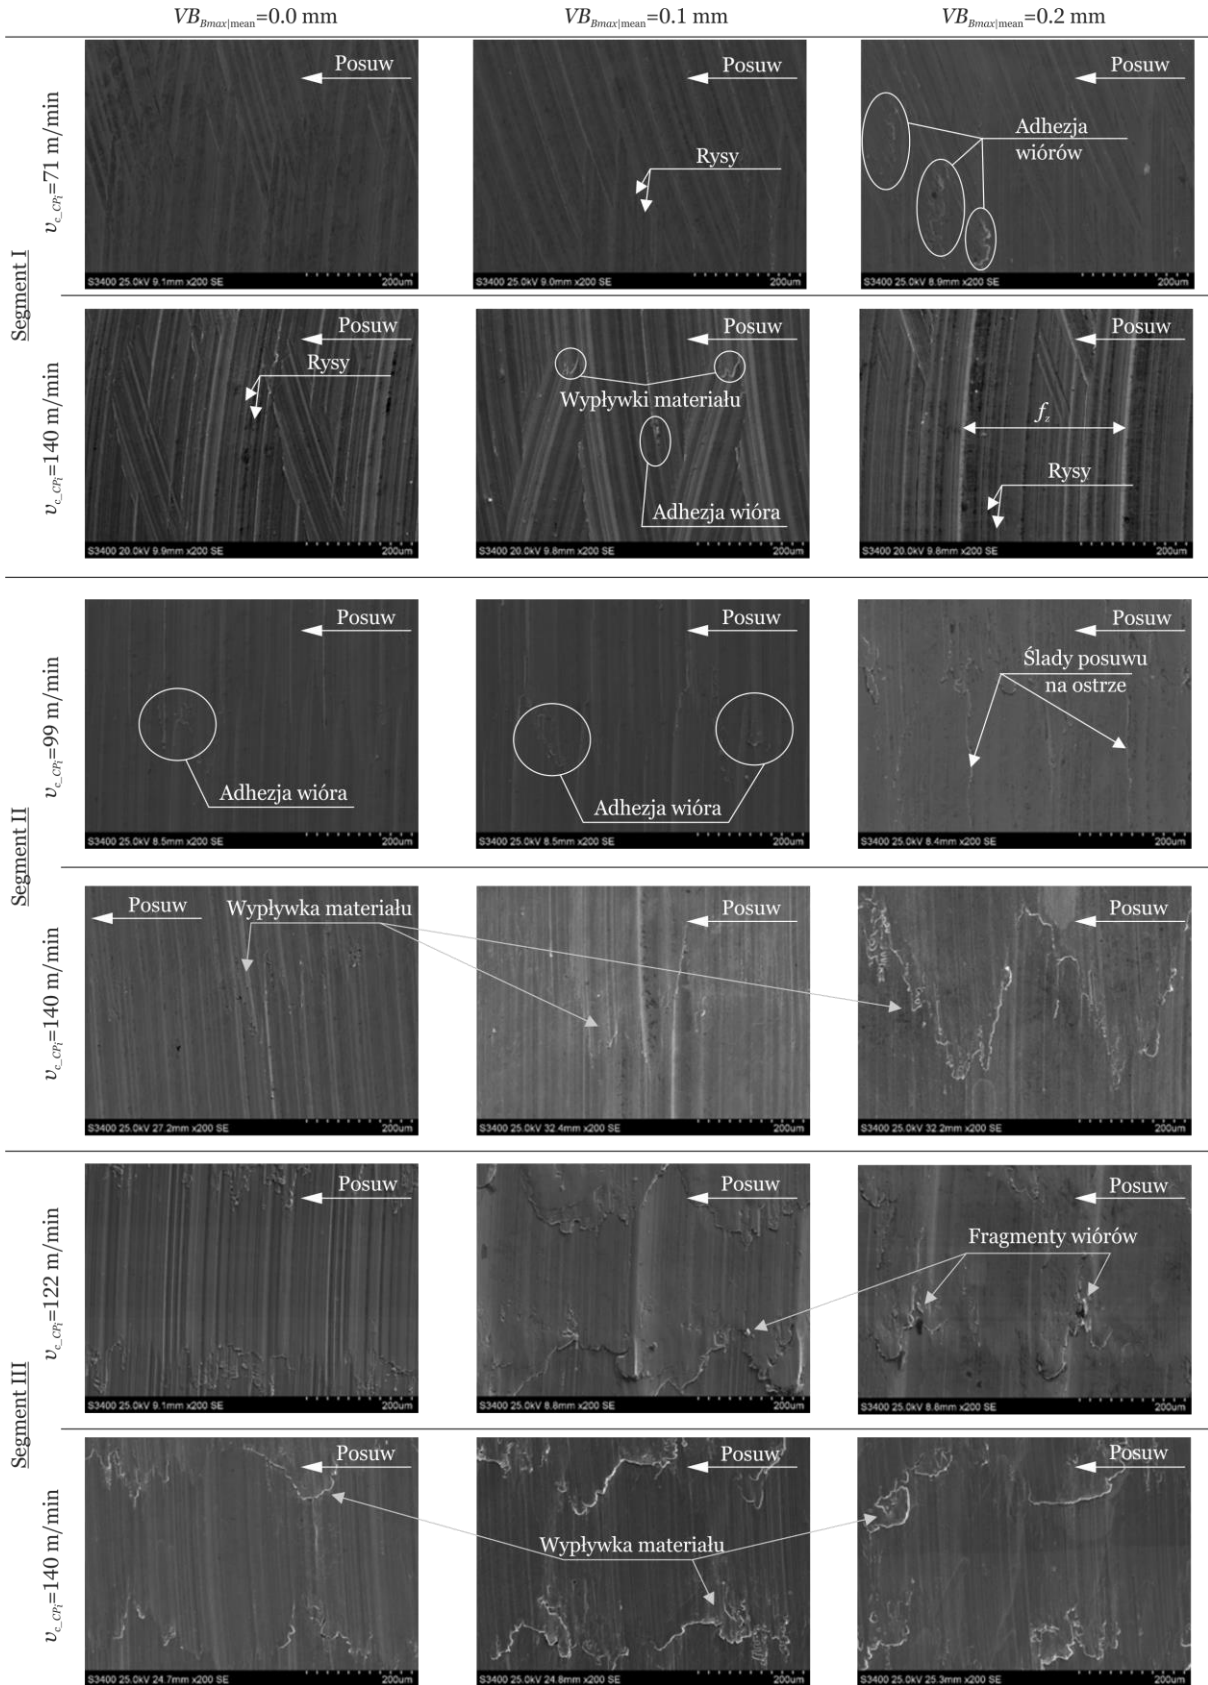 VB_Bmax|mean=0.0 mm
VB_Bmax|mean=0.1 mm
VB_Bmax|mean=0.2 mm
Segment I
v_c_CPi=71 m/min
Posuw
S3400 25.0kV 9.1mm x200 SE
200um
Posuw
Rysy
S3400 25.0kV 9.0mm x200 SE
200um
Posuw
Adhezja
wiórów
S3400 25.0kV 8.9mm x200 SE
200um
v_c_CPi=140 m/min
Posuw
Rysy
S3400 20.0kV 9.9mm x200 SE
200um
Posuw
Wypływki materiału
Adhezja wióra
S3400 20.0kV 9.8mm x200 SE
200um
Posuw
f_z
Rysy
S3400 20.0kV 9.8mm x200 SE
200um
Segment II
v_c_CPi=99 m/min
Posuw
Adhezja wióra
S3400 25.0kV 8.5mm x200 SE
200um
Posuw
Adhezja wióra
S3400 25.0kV 8.5mm x200 SE
200um
Posuw
Ślady posuwu
na ostrze
S3400 25.0kV 8.4mm x200 SE
200um
v_c_CPi=140 m/min
Posuw
Wypływka materiału
S3400 25.0kV 27.2mm x200 SE
200um
Posuw
S3400 25.0kV 32.4mm x200 SE
200um
Posuw
S3400 25.0kV 32.2mm x200 SE
200um
Segment III
v_c_CPi=122 m/min
Posuw
S3400 25.0kV 9.1mm x200 SE
200um
Posuw
S3400 25.0kV 8.8mm x200 SE
200um
Posuw
Fragmenty wiórów
S3400 25.0kV 8.8mm x200 SE
200um
v_c_CPi=140 m/min
Posuw
S3400 25.0kV 24.7mm x200 SE
200um
Posuw
Wypływka materiału
S3400 25.0kV 24.8mm x200 SE
200um
Posuw
S3400 25.0kV 25.3mm x200 SE
200um